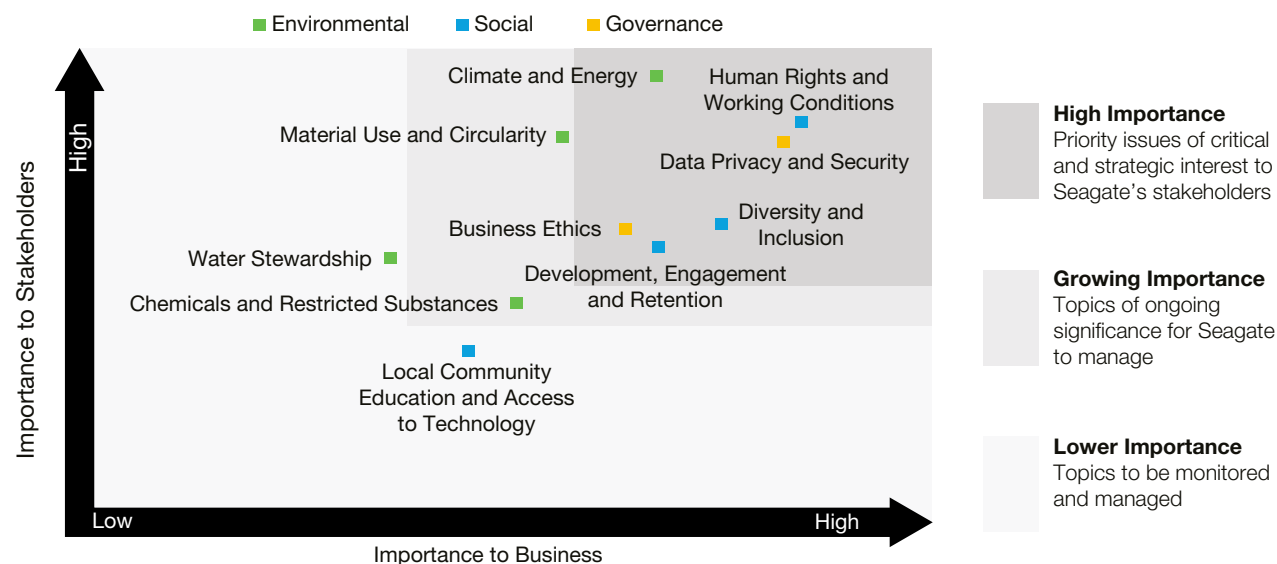 Environmental
Social
Governance
Climate and Energy
Human Rights and
Working Conditions
Material Use and Circularity
Data Privacy and Security
Business Ethics
Diversity and
Inclusion
Water Stewardship
Development, Engagement
and Retention
Chemicals and Restricted Substances
Local Community
Education and Access
to Technology
Importance to Stakeholders
High
Low
High
Importance to Business
High Importance
Priority issues of critical
and strategic interest to
Seagate’s stakeholders
Growing Importance
Topics of ongoing
significance for Seagate
to manage
Lower Importance
Topics to be monitored
and managed